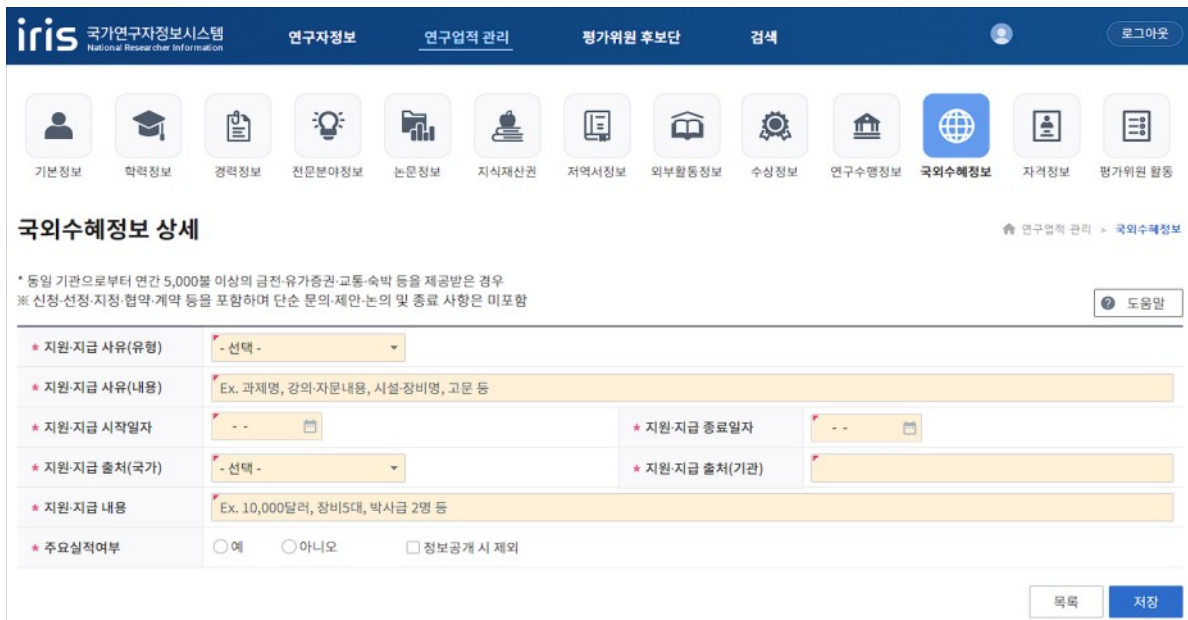 iris 국가연구자정보시스템
National Researcher Information
연구자정보 연구업적 관리 평가위원 후보단 검색 로그아웃
기본정보 학력정보 경력정보 전문분야정보 논문정보 지식재산권 저역서정보 외부활동정보 수상정보 연구수행정보 국외수혜정보 자격정보 평가위원 활동
국외수혜정보 상세
연구업적 관리 > 국외수혜정보
* 동일 기관으로부터 연간 5,000불 이상의 금전·유가증권·교통·숙박 등을 제공받은 경우
※ 신청·선정·지정·협약·계약 등을 포함하며 단순 문의·제안·논의 및 종료 사항은 미포함
? 도움말
* 지원·지급 사유(유형) - 선택 -
* 지원·지급 사유(내용) Ex. 과제명, 강의·자문내용, 시설·장비명, 고문 등
* 지원·지급 시작일자 - - * 지원·지급 종료일자 - -
* 지원·지급 출처(국가) - 선택 - * 지원·지급 출처(기관)
* 지원·지급 내용 Ex. 10,000달러, 장비5대, 박사급 2명 등
* 주요실적여부 예 아니오 정보공개 시 제외
목록 저장